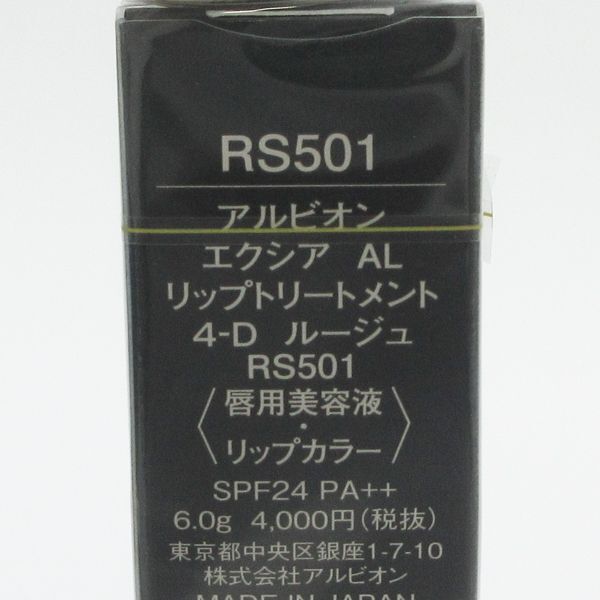 RS501
アルビオン
エクシア AL
リップトリートメント
4-D ルージュ
RS501
〈唇用美容液・
リップカラー〉
SPF24 PA++
6.0g 4,000円(税抜)
東京都中央区銀座1-7-10
株式会社アルビオン
MADE IN JAPAN